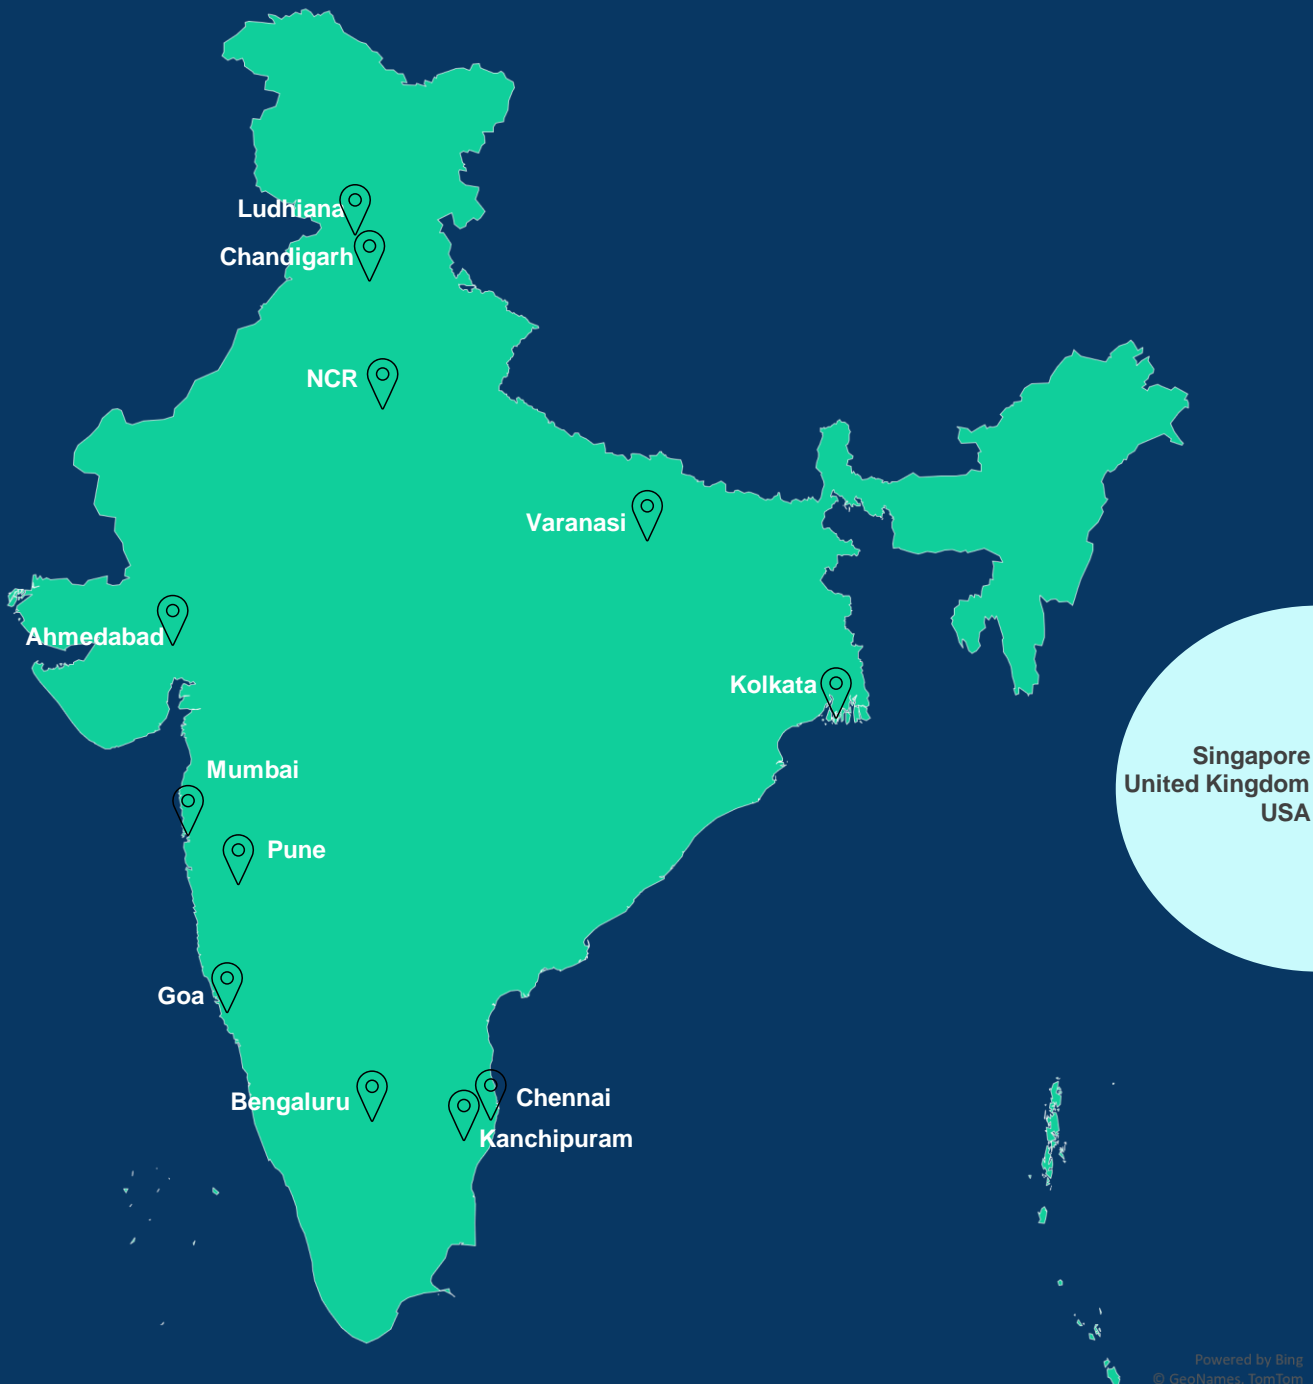 Ludhiana
Chandigarh
NCR
Varanasi
Ahmedabad
Kolkata
Mumbai
Singapore
United Kingdom
USA
Pune
Goa
Bengaluru
Chennai
Kanchipuram
Powered by Bing
© GeoNames, TomTom